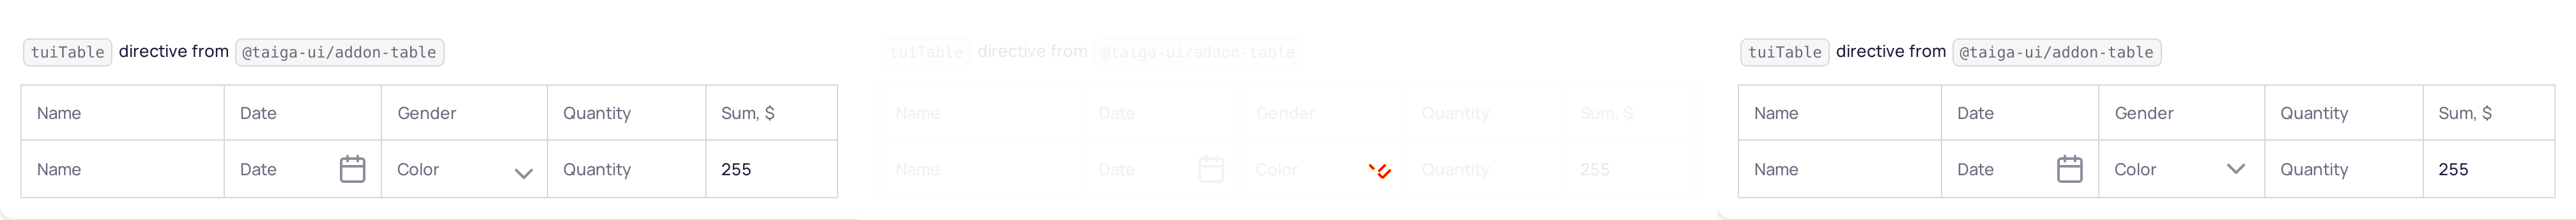 tuiTable directive from @taiga-ui/addon-table
Name Date Gender Quantity Sum, $
Name Date Color Quantity 255
tuiTable directive from @taiga-ui/addon-table
Name Date Gender Quantity Sum, $
Name Date Color Quantity 255
tuiTable directive from @taiga-ui/addon-table
Name Date Gender Quantity Sum, $
Name Date Color Quantity 255